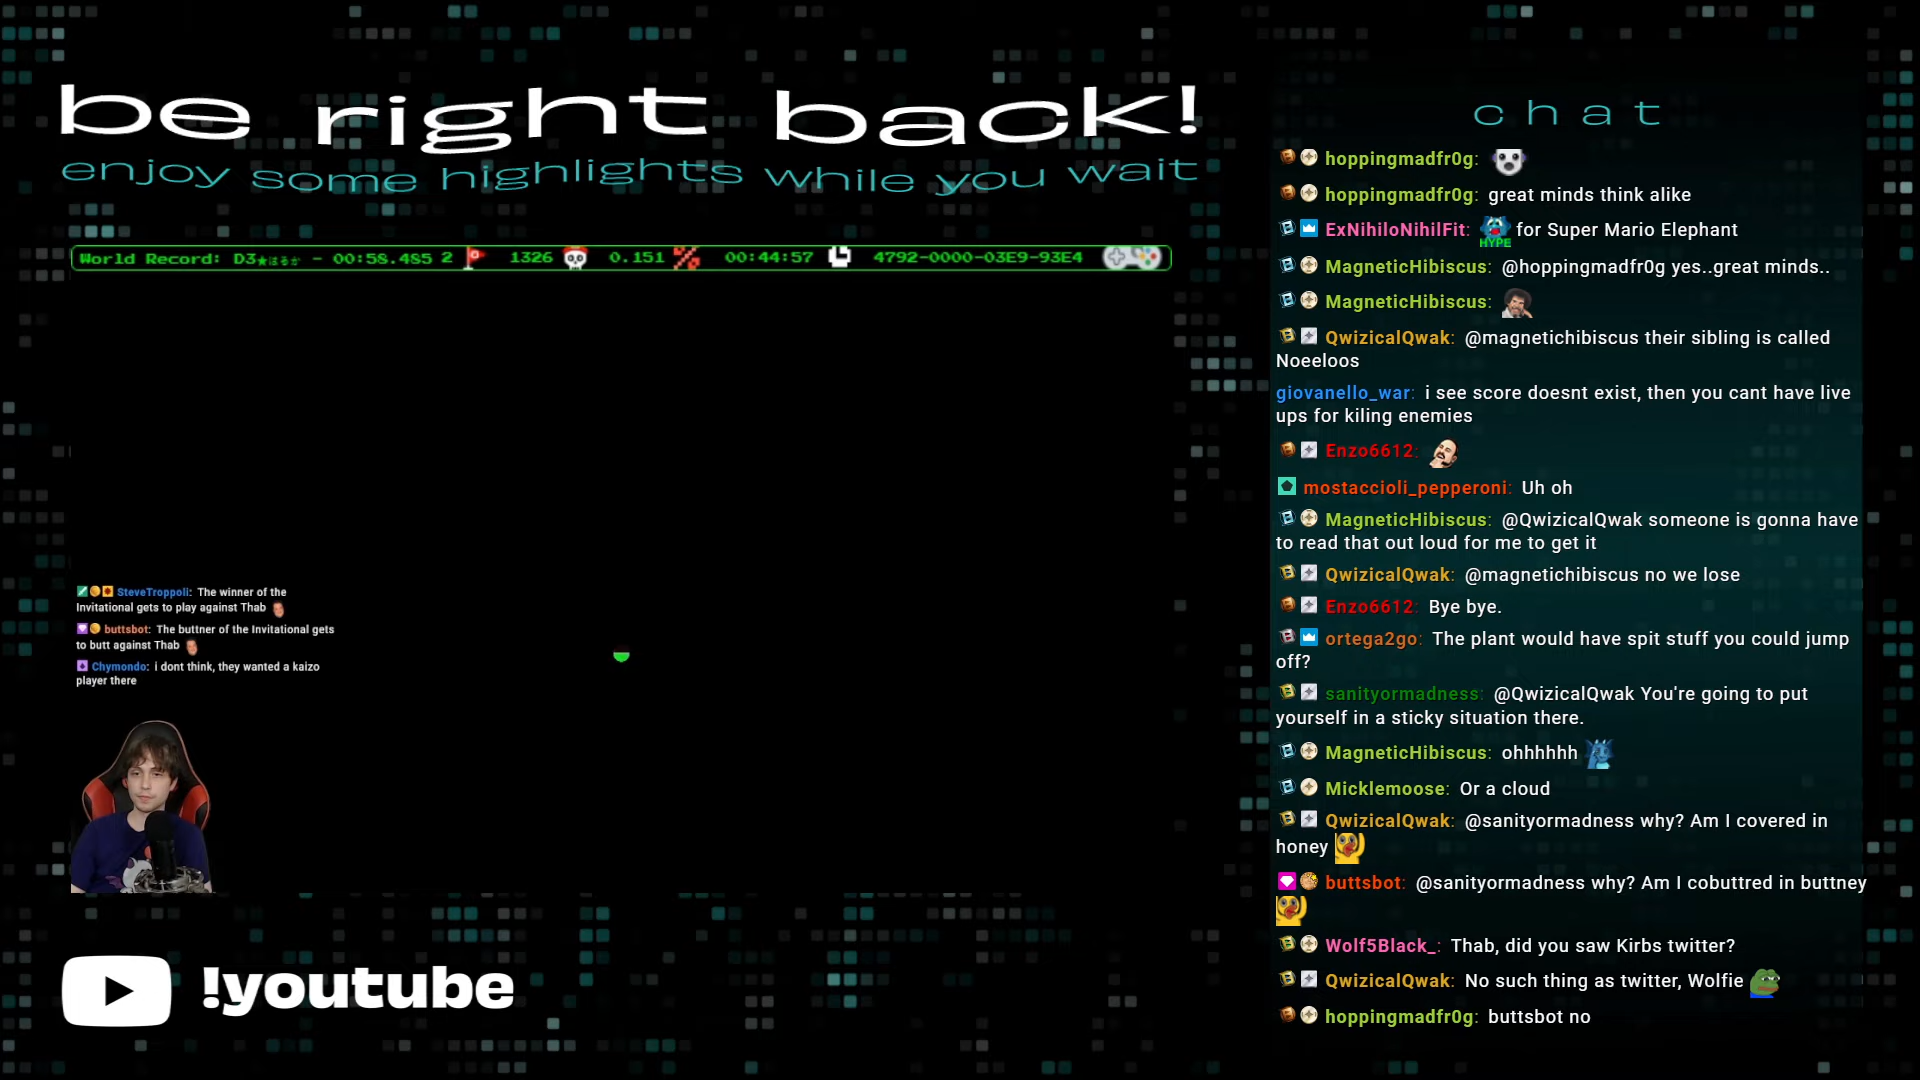 be right back!
enjoy some highlights while you wait
World Record: D3★はるか - 00:58.485 2 1326 0.151 00:44:57 4792-0000-03E9-93E4
SteveTroppoli: The winner of the
Invitational gets to play against Thab
buttsbot: The buttner of the Invitational gets
to butt against Thab
Chymondo: i dont think, they wanted a kaizo
player there
!youtube
chat
hoppingmadfr0g:
hoppingmadfr0g: great minds think alike
ExNihiloNihilFit: HYPE for Super Mario Elephant
MagneticHibiscus: @hoppingmadfr0g yes..great minds..
MagneticHibiscus:
QwizicalQwak: @magnetichibiscus their sibling is called
Noeeloos
giovanello_war: i see score doesnt exist, then you cant have live
ups for kiling enemies
Enzo6612:
mostaccioli_pepperoni: Uh oh
MagneticHibiscus: @QwizicalQwak someone is gonna have
to read that out loud for me to get it
QwizicalQwak: @magnetichibiscus no we lose
Enzo6612: Bye bye.
ortega2go: The plant would have spit stuff you could jump
off?
sanityormadness: @QwizicalQwak You're going to put
yourself in a sticky situation there.
MagneticHibiscus: ohhhhhh
Micklemoose: Or a cloud
QwizicalQwak: @sanityormadness why? Am I covered in
honey
buttsbot: @sanityormadness why? Am I cobuttred in buttney
Wolf5Black_: Thab, did you saw Kirbs twitter?
QwizicalQwak: No such thing as twitter, Wolfie
hoppingmadfr0g: buttsbot no